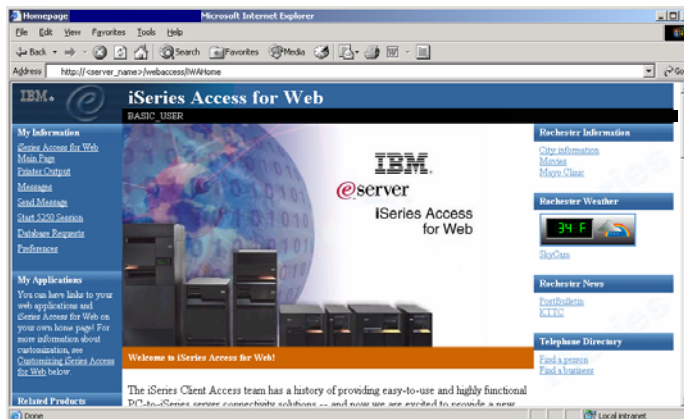 Homepage Microsoft Internet Explorer
File Edit View Favorites Tools Help
Back Search Favorites Media
Address http://<server_name>/webaccess/IWAHome Go
IBM
iSeries Access for Web
BASIC_USER
My Information
iSeries Access for Web
Main Page
Printer Output
Messages
Send Message
Start 5250 Session
Database Requests
Preferences
My Applications
You can have links to your
web applications and
iSeries Access for Web on
your own home page! For
more information about
customization, see
Customizing iSeries Access
for Web below.
Related Products
IBM
eserver
iSeries Access
for Web
Welcome to iSeries Access for Web!
The iSeries Client Access team has a history of providing easy-to-use and highly functional
PC-to-iSeries server connectivity solutions -- and now we are excited to provide a new
Rochester Information
City information
Movies
Mayo Clinic
Rochester Weather
34 F
SkyCam
Rochester News
PostBulletin
KTTC
Telephone Directory
Find a person
Find a business
Done Local intranet